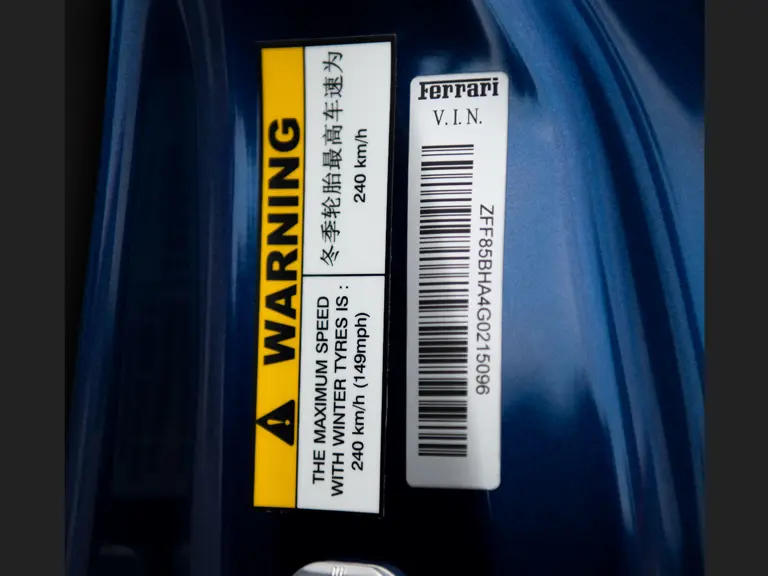 WARNING
冬季轮胎最高车速为
240 km/h
THE MAXIMUM SPEED
WITH WINTER TYRES IS :
240 km/h (149mph)
Ferrari
V.I.N.
ZFF85BHA4G0215096